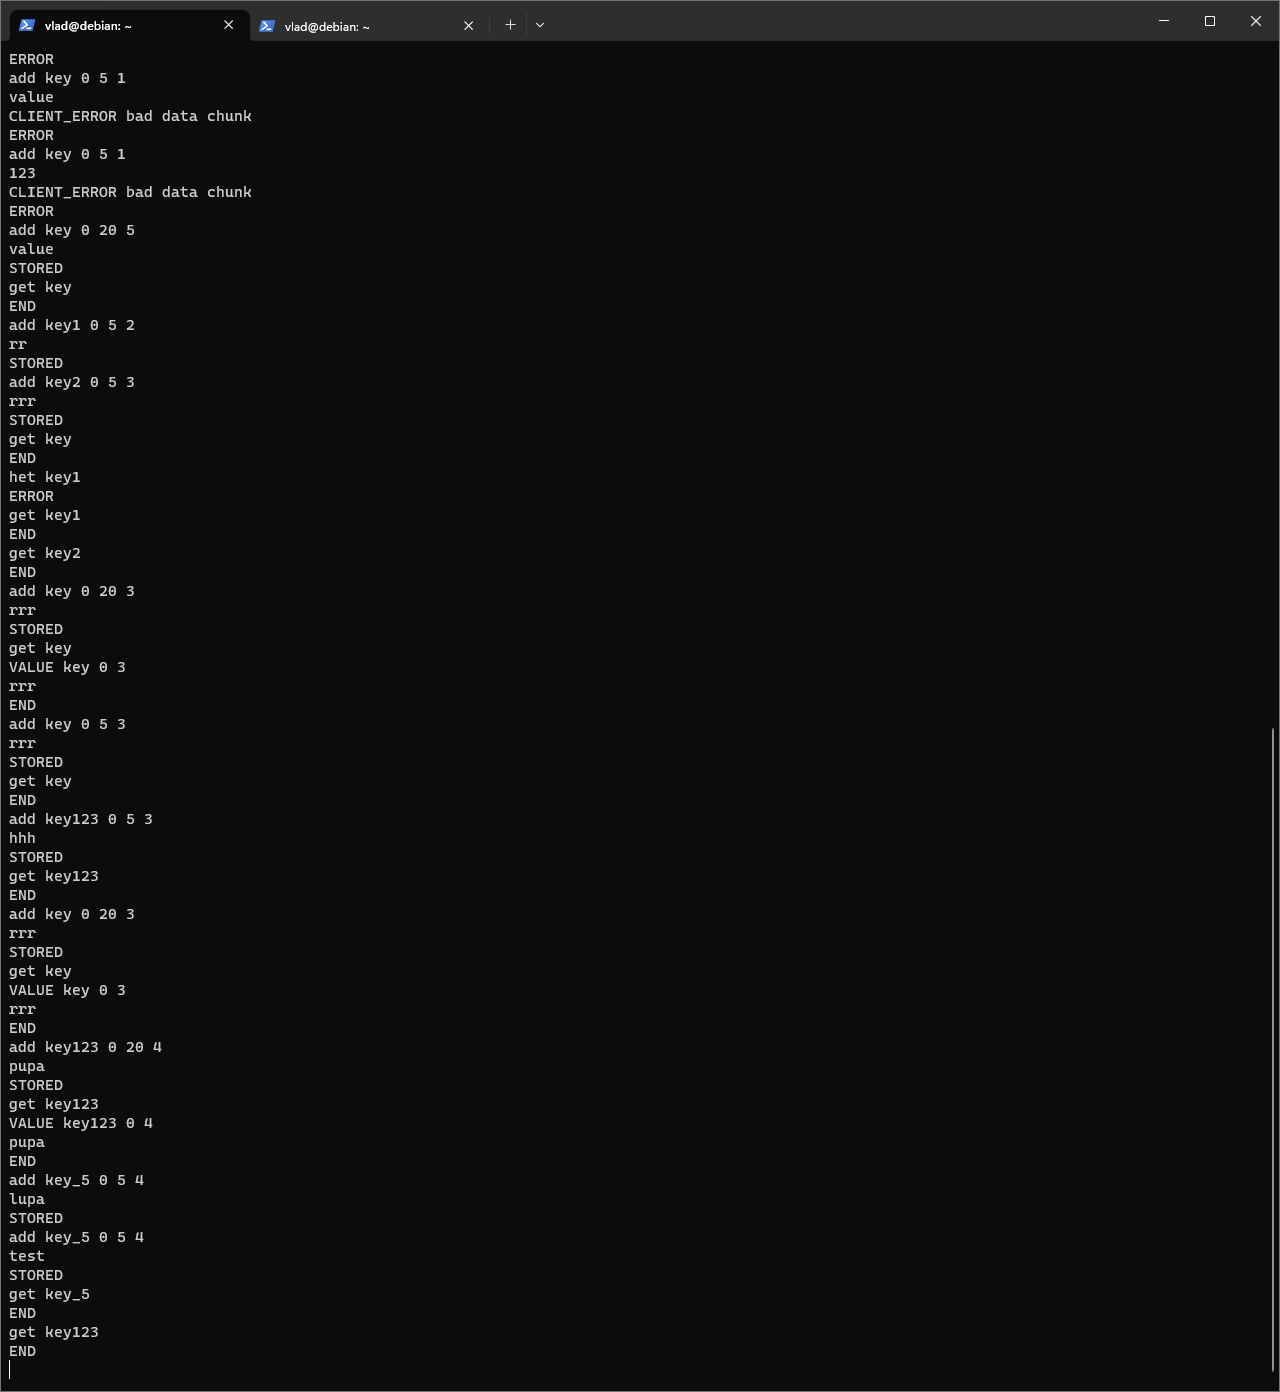 vlad@debian: ~
vlad@debian: ~
ERROR
add key 0 5 1
value
CLIENT_ERROR bad data chunk
ERROR
add key 0 5 1
123
CLIENT_ERROR bad data chunk
ERROR
add key 0 20 5
value
STORED
get key
END
add key1 0 5 2
rr
STORED
add key2 0 5 3
rrr
STORED
get key
END
het key1
ERROR
get key1
END
get key2
END
add key 0 20 3
rrr
STORED
get key
VALUE key 0 3
rrr
END
add key 0 5 3
rrr
STORED
get key
END
add key123 0 5 3
hhh
STORED
get key123
END
add key 0 20 3
rrr
STORED
get key
VALUE key 0 3
rrr
END
add key123 0 20 4
pupa
STORED
get key123
VALUE key123 0 4
pupa
END
add key_5 0 5 4
lupa
STORED
add key_5 0 5 4
test
STORED
get key_5
END
get key123
END